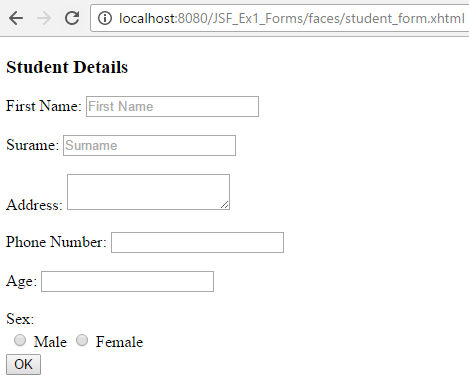 localhost:8080/JSF_Ex1_Forms/faces/student_form.xhtml
Student Details
First Name: First Name
Surame: Surname
Address:
Phone Number:
Age:
Sex:
Male Female
OK